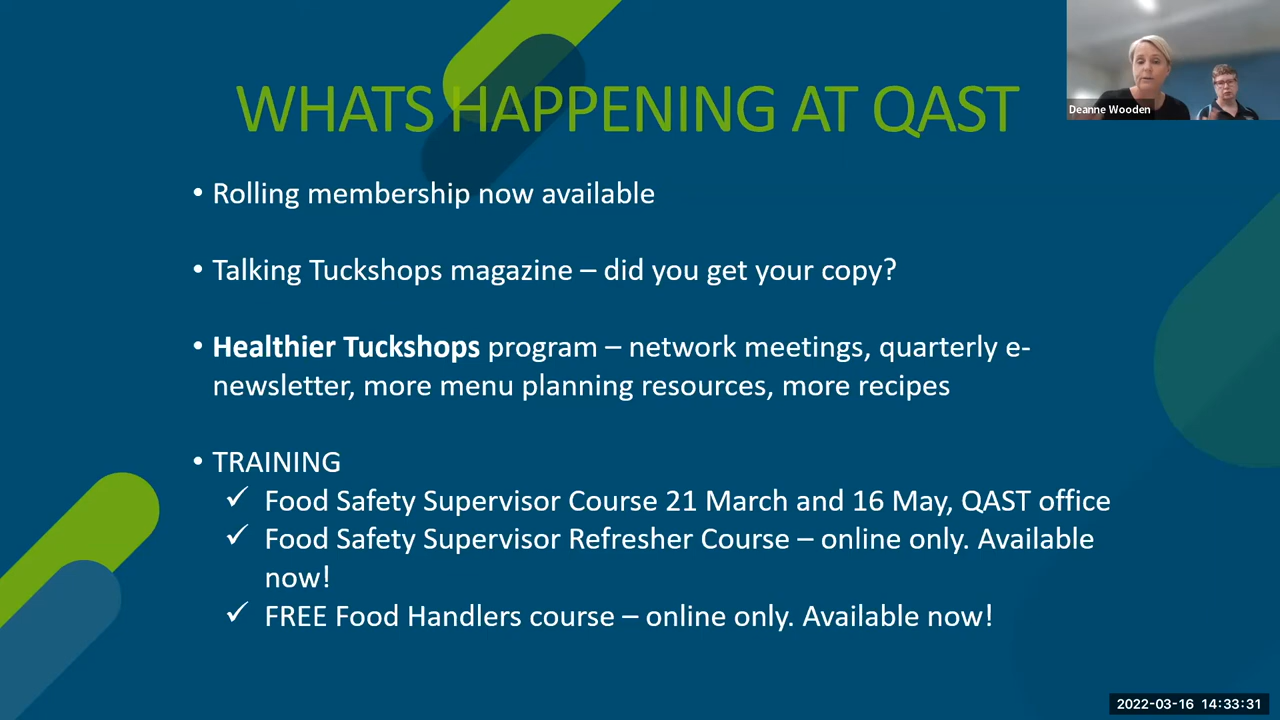 WHATS HAPPENING AT QAST
Deanne Wooden
• Rolling membership now available
• Talking Tuckshops magazine – did you get your copy?
• Healthier Tuckshops program – network meetings, quarterly e-
newsletter, more menu planning resources, more recipes
• TRAINING
✓ Food Safety Supervisor Course 21 March and 16 May, QAST office
✓ Food Safety Supervisor Refresher Course – online only. Available
now!
✓ FREE Food Handlers course – online only. Available now!
2022-03-16 14:33:31